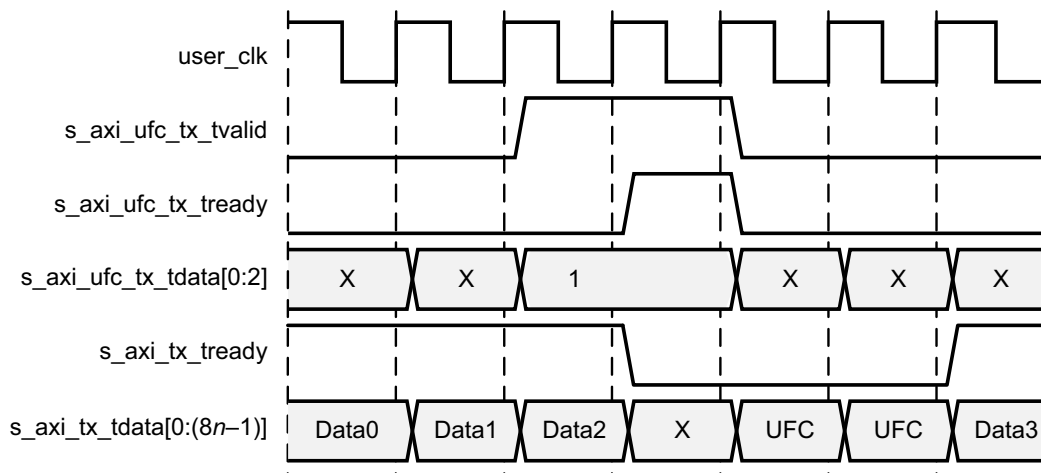 user_clk
s_axi_ufc_tx_tvalid
s_axi_ufc_tx_tready
s_axi_ufc_tx_tdata[0:2] X X 1 X X X
s_axi_tx_tready
s_axi_tx_tdata[0:(8n–1)] Data0 Data1 Data2 X UFC UFC Data3